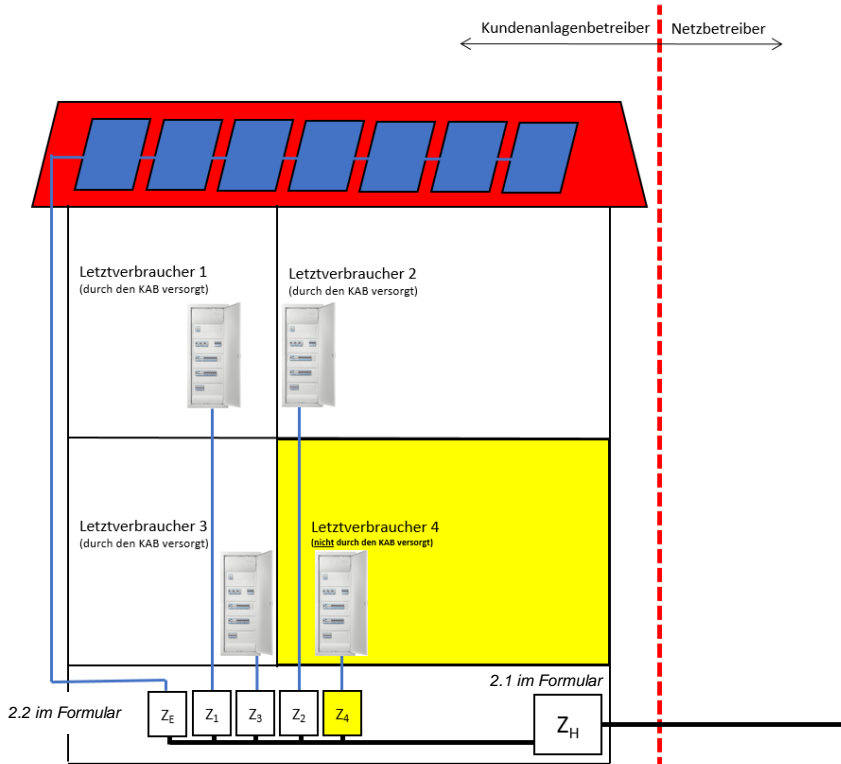 Kundenanlagenbetreiber
Netzbetreiber
Letztverbraucher 1
(durch den KAB versorgt)
Letztverbraucher 2
(durch den KAB versorgt)
Letztverbraucher 3
(durch den KAB versorgt)
Letztverbraucher 4
(nicht durch den KAB versorgt)
2.1 im Formular
2.2 im Formular
ZE
Z1
Z3
Z2
Z4
ZH